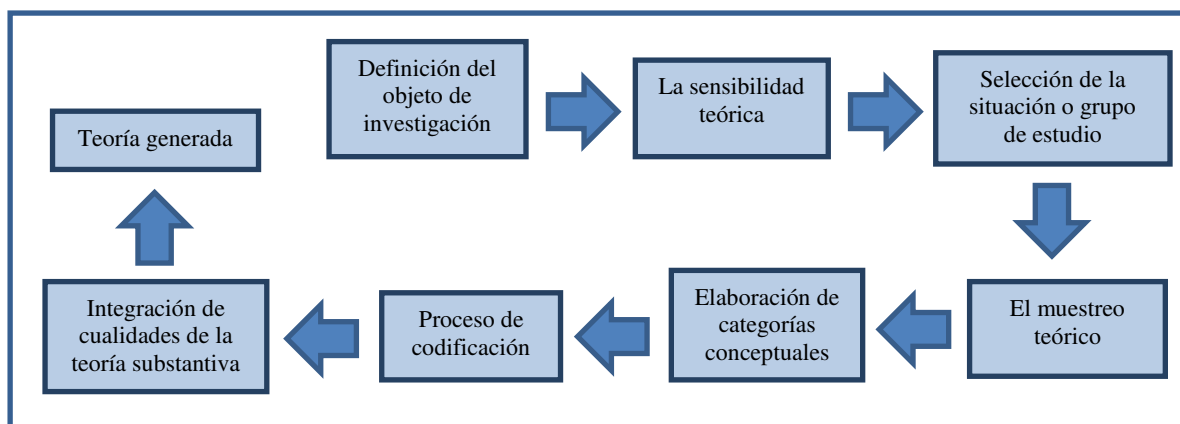 Definición del
objeto de
investigación
La sensibilidad
teórica
Selección de la
situación o grupo
de estudio
El muestreo
teórico
Elaboración de
categorías
conceptuales
Proceso de
codificación
Integración de
cualidades de la
teoría substantiva
Teoría generada